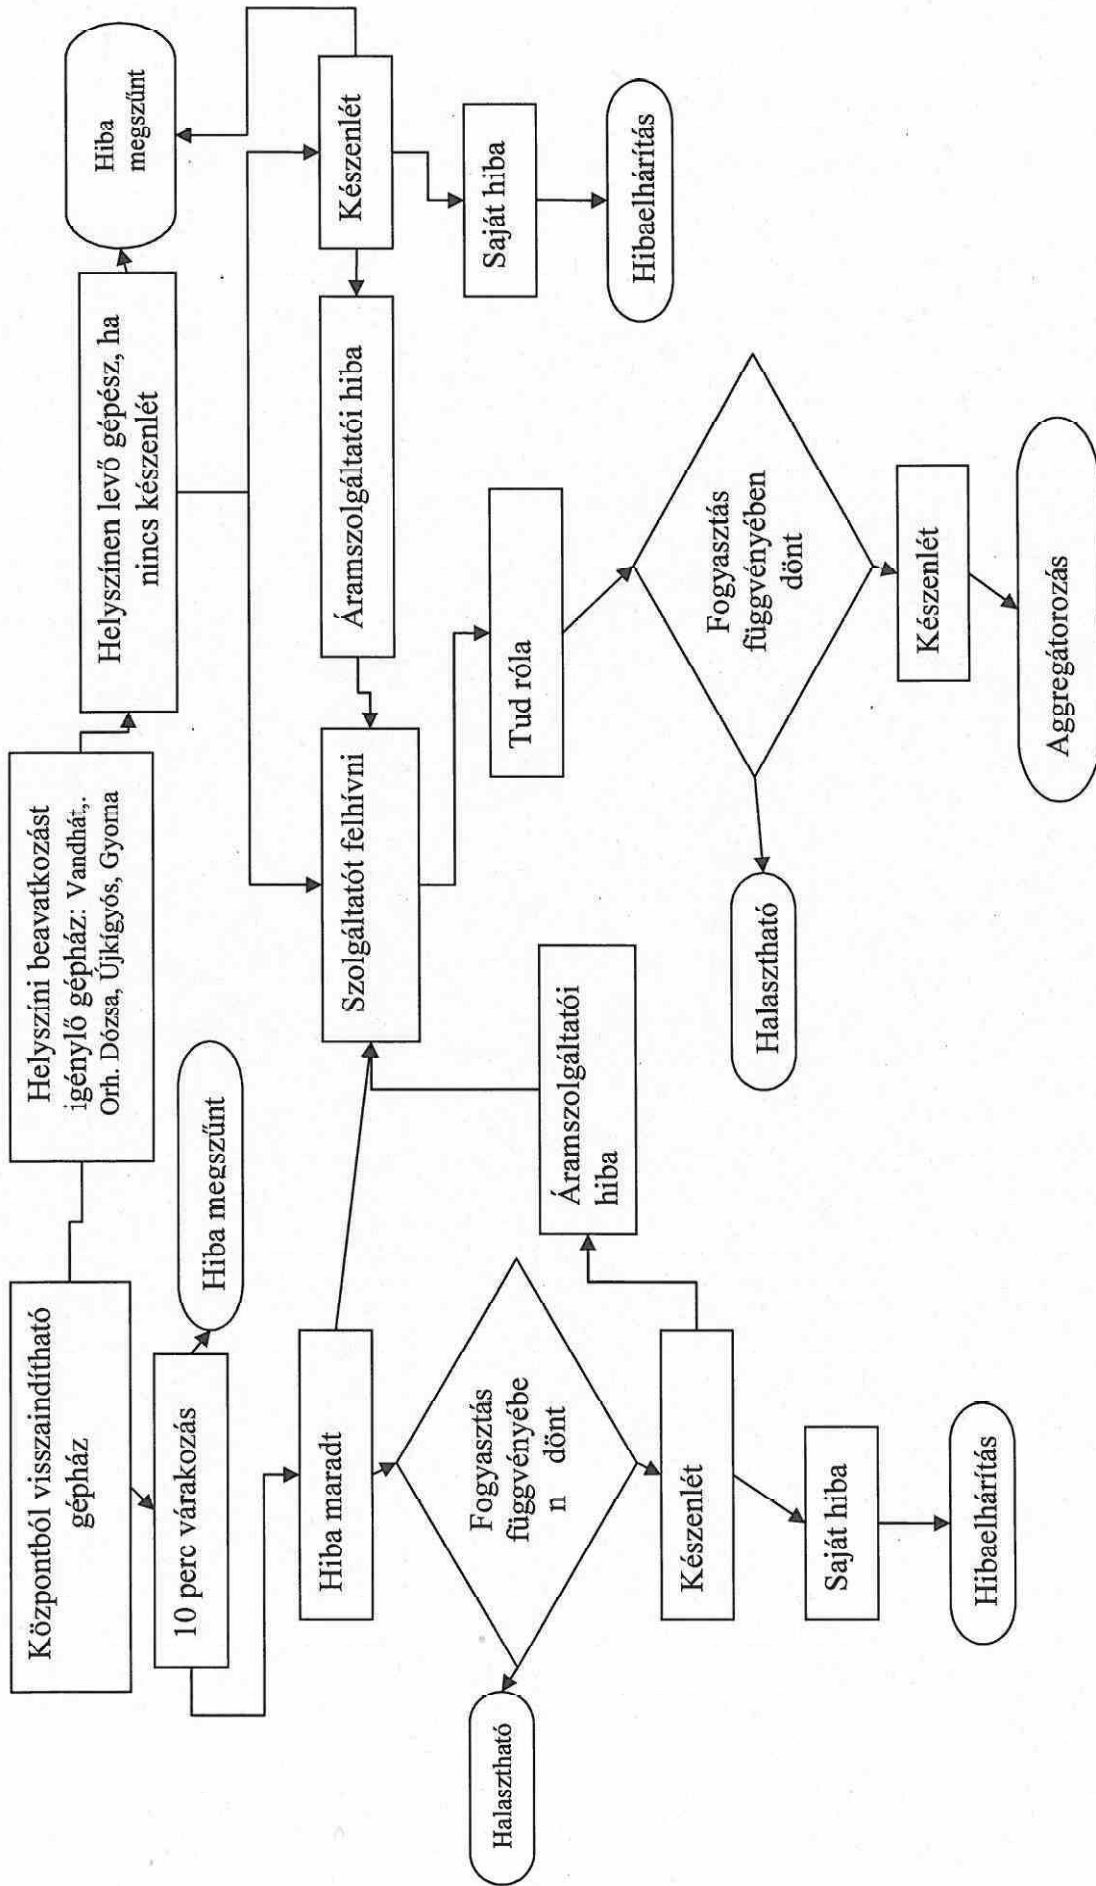 Központból visszaindítható
gépház
Helyszíni beavatkozást
igénylő gépház: Vandhát,.
Orh. Dózsa, Újkígyós, Gyoma
Helyszínen levő gépész, ha
nincs készenlét
Hiba
megszűnt
10 perc várakozás
Hiba megszűnt
Hiba maradt
Szolgáltatót felhívni
Áramszolgáltatói hiba
Készenlét
Halasztható
Fogyasztás
függvényébe
n dönt
Áramszolgáltatói
hiba
Tud róla
Saját hiba
Hibaelhárítás
Készenlét
Halasztható
Fogyasztás
függvényében
dönt
Saját hiba
Készenlét
Hibaelhárítás
Aggregátorozás